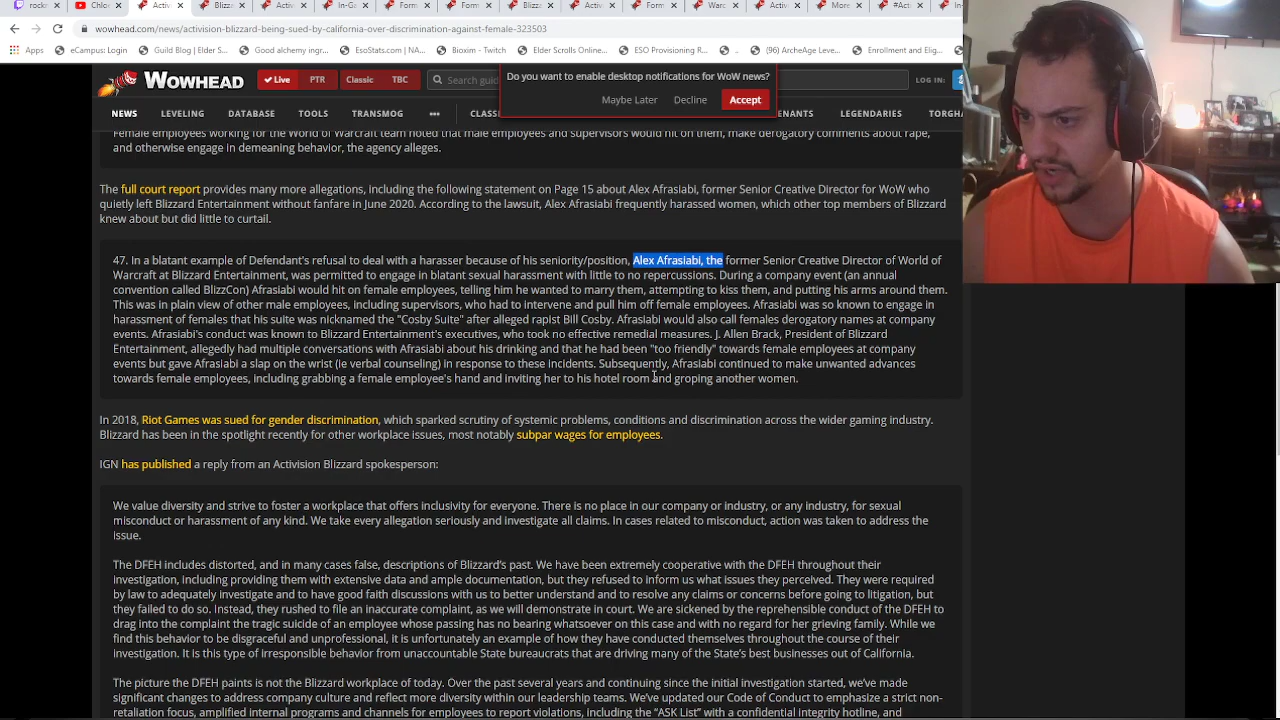 rocke
Chloe
Activ
Blizz
Activ
Activ
In-G
Form
Form
fema
Activ
Form
Warc
Activ
More
Activ
wowhead.com/news/activision-blizzard-being-sued-by-california-over-discrimination-against-female-323503
Apps eCampus: Login Guild Blog | Elder S... Good alchemy ingr... EsoStats.com - N... Bioxim - Twitch Elder Scrolls Online... ESO Provisioning R... ... (96) ArcheAge Leve... Enrollment and Elig...
WOWHEAD Live PTR Classic TBC Search guid LOG IN:
Do you want to enable desktop notifications for WoW news?
Maybe Later Decline Accept
NEWS LEVELING DATABASE TOOLS TRANSMOG ••• CLASS ENANTS LEGENDARIES TORGHA
Female employees working for the World of Warcraft team noted that male employees and supervisors would hit on them, make derogatory comments about rape,
and otherwise engage in demeaning behavior, the agency alleges.
The full court report provides many more allegations, including the following statement on Page 15 about Alex Afrasiabi, former Senior Creative Director for WoW who
quietly left Blizzard Entertainment without fanfare in June 2020. According to the lawsuit, Alex Afrasiabi frequently harassed women, which other top members of Blizzard
knew about but did little to curtail.
47. In a blatant example of Defendant's refusal to deal with a harasser because of his seniority/position, Alex Afrasiabi, the former Senior Creative Director of World of
Warcraft at Blizzard Entertainment, was permitted to engage in blatant sexual harassment with little to no repercussions. During a company event (an annual
convention called BlizzCon) Afrasiabi would hit on female employees, telling him he wanted to marry them, attempting to kiss them, and putting his arms around them.
This was in plain view of other male employees, including supervisors, who had to intervene and pull him off female employees. Afrasiabi was so known to engage in
harassment of females that his suite was nicknamed the "Cosby Suite" after alleged rapist Bill Cosby. Afrasiabi would also call females derogatory names at company
events. Afrasiabi's conduct was known to Blizzard Entertainment's executives, who took no effective remedial measures. J. Allen Brack, President of Blizzard
Entertainment, allegedly had multiple conversations with Afrasiabi about his drinking and that he had been "too friendly" towards female employees at company
events but gave Afrasiabi a slap on the wrist (ie verbal counseling) in response to these incidents. Subsequently, Afrasiabi continued to make unwanted advances
towards female employees, including grabbing a female employee's hand and inviting her to his hotel room and groping another women.
In 2018, Riot Games was sued for gender discrimination, which sparked scrutiny of systemic problems, conditions and discrimination across the wider gaming industry.
Blizzard has been in the spotlight recently for other workplace issues, most notably subpar wages for employees.
IGN has published a reply from an Activision Blizzard spokesperson:
We value diversity and strive to foster a workplace that offers inclusivity for everyone. There is no place in our company or industry, or any industry, for sexual
misconduct or harassment of any kind. We take every allegation seriously and investigate all claims. In cases related to misconduct, action was taken to address the
issue.
The DFEH includes distorted, and in many cases false, descriptions of Blizzard's past. We have been extremely cooperative with the DFEH throughout their
investigation, including providing them with extensive data and ample documentation, but they refused to inform us what issues they perceived. They were required
by law to adequately investigate and to have good faith discussions with us to better understand and to resolve any claims or concerns before going to litigation, but
they failed to do so. Instead, they rushed to file an inaccurate complaint, as we will demonstrate in court. We are sickened by the reprehensible conduct of the DFEH to
drag into the complaint the tragic suicide of an employee whose passing has no bearing whatsoever on this case and with no regard for her grieving family. While we
find this behavior to be disgraceful and unprofessional, it is unfortunately an example of how they have conducted themselves throughout the course of their
investigation. It is this type of irresponsible behavior from unaccountable State bureaucrats that are driving many of the State's best businesses out of California.
The picture the DFEH paints is not the Blizzard workplace of today. Over the past several years and continuing since the initial investigation started, we've made
significant changes to address company culture and reflect more diversity within our leadership teams. We've updated our Code of Conduct to emphasize a strict non-
retaliation focus, amplified internal programs and channels for employees to report violations, including the "ASK List" with a confidential integrity hotline, and